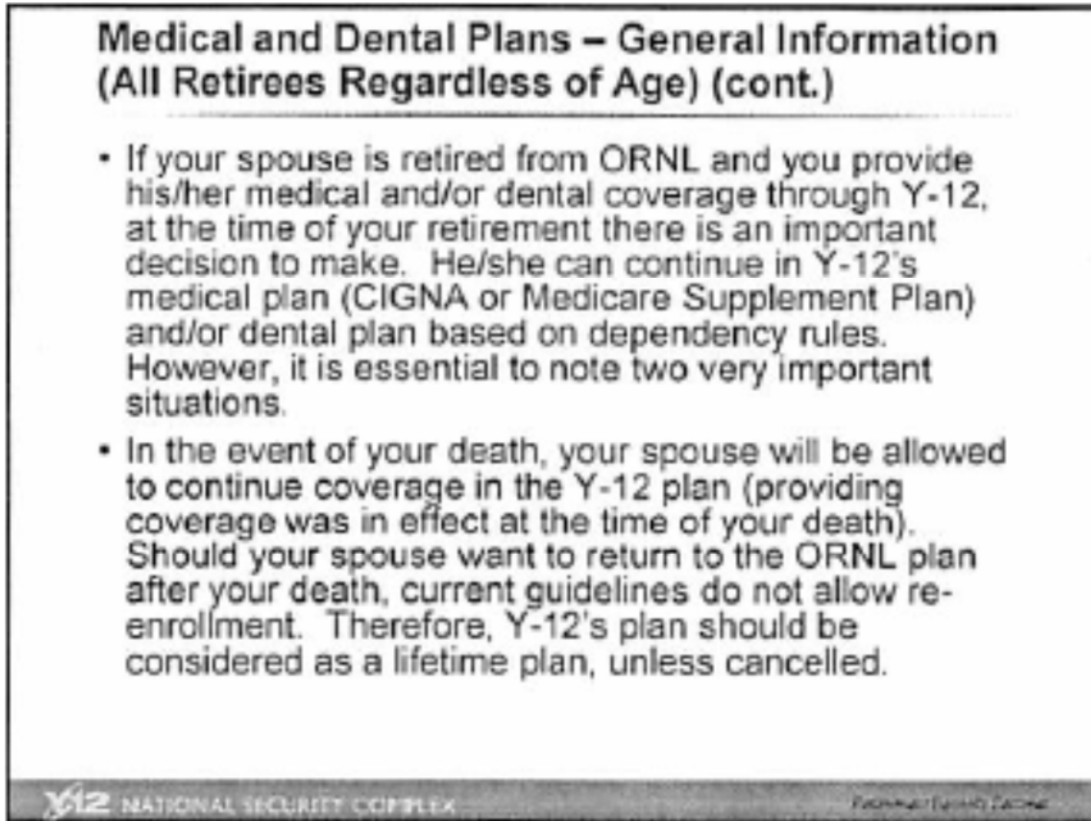 Medical and Dental Plans – General Information
(All Retirees Regardless of Age) (cont.)
• If your spouse is retired from ORNL and you provide
his/her medical and/or dental coverage through Y-12,
at the time of your retirement there is an important
decision to make.  He/she can continue in Y-12's
medical plan (CIGNA or Medicare Supplement Plan)
and/or dental plan based on dependency rules.
However, it is essential to note two very important
situations.
• In the event of your death, your spouse will be allowed
to continue coverage in the Y-12 plan (providing
coverage was in effect at the time of your death).
Should your spouse want to return to the ORNL plan
after your death, current guidelines do not allow re-
enrollment.  Therefore, Y-12's plan should be
considered as a lifetime plan, unless cancelled.
Y-12 NATIONAL SECURITY COMPLEX